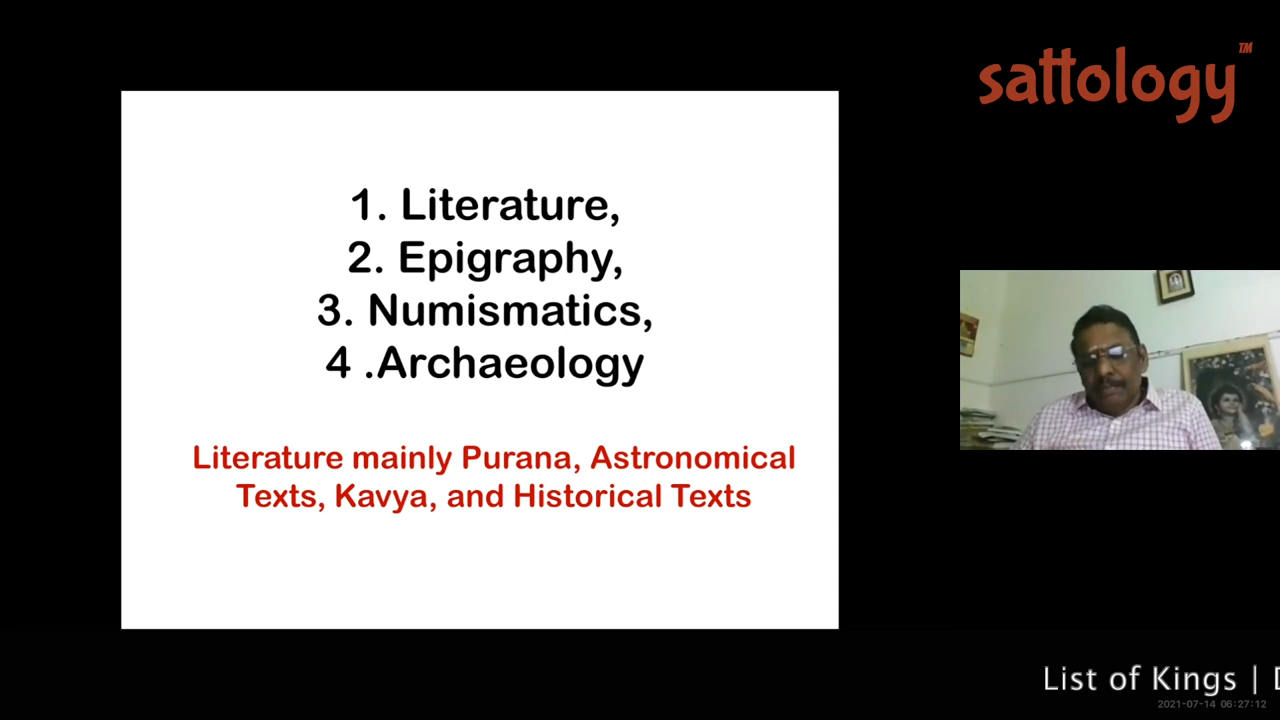 sattology™
1. Literature,
2. Epigraphy,
3. Numismatics,
4 .Archaeology
Literature mainly Purana, Astronomical
Texts, Kavya, and Historical Texts
List of Kings |
2021-07-14 06:27:12